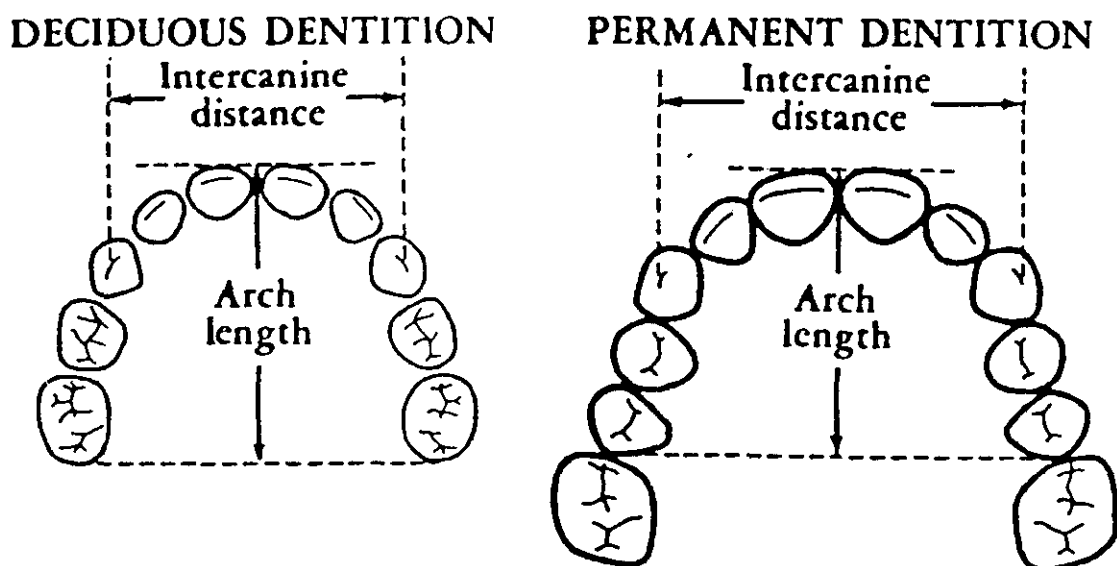 DECIDUOUS DENTITION
Intercanine
distance
Arch
length
PERMANENT DENTITION
Intercanine
distance
Arch
length